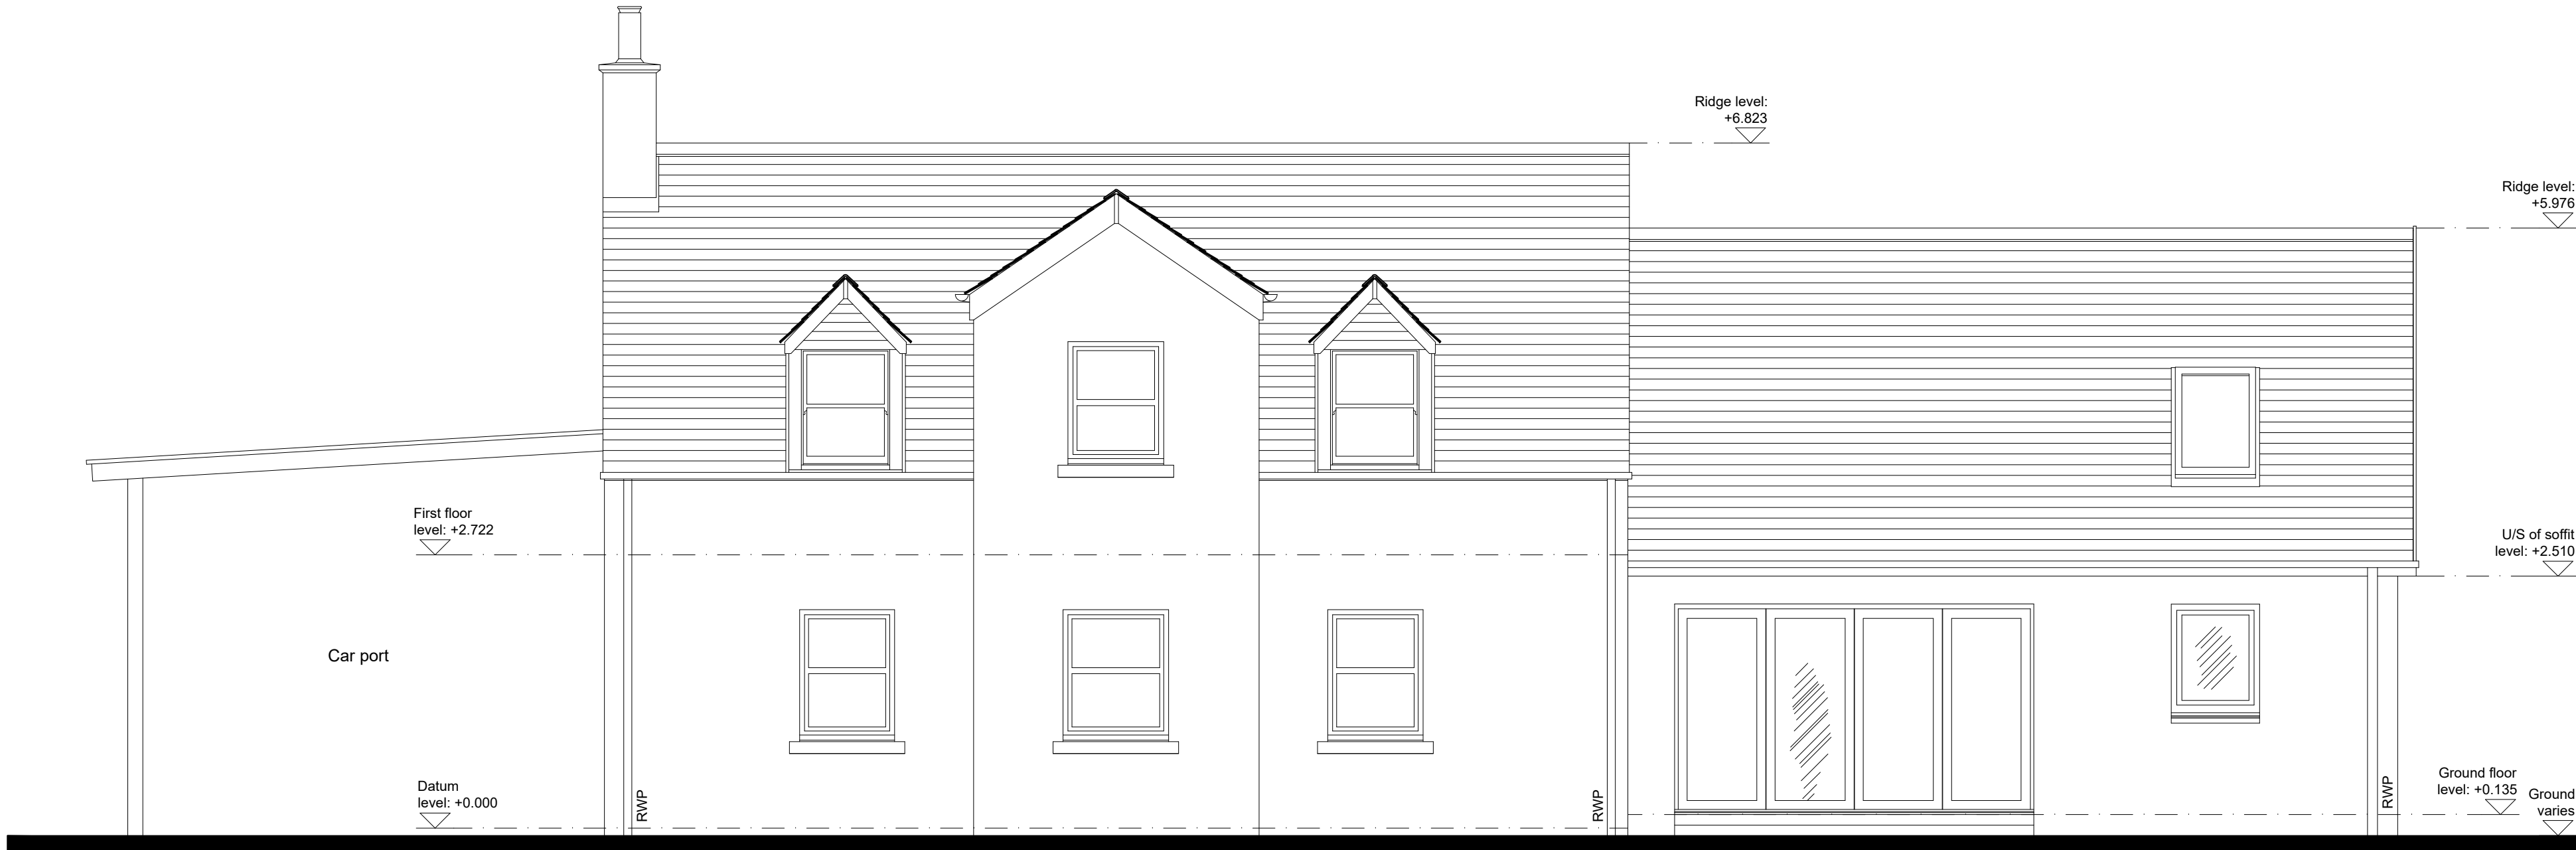 Ridge level:
+6.823
Ridge level:
+5.976
First floor
level: +2.722
U/S of soffit
level: +2.510
Car port
Datum
level: +0.000
RWP
RWP
RWP
Ground floor
level: +0.135
Ground
varies